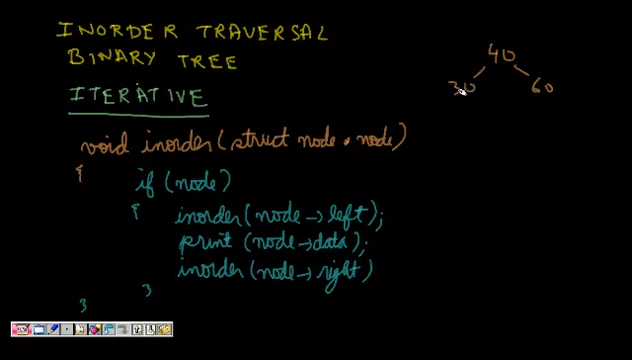 INORDER TRAVERSAL
BINARY TREE
ITERATIVE
40
30 60
void inorder(struct node * node)
{
if (node)
{
inorder(node->left);
print (node->data);
inorder(node->right)
}
}